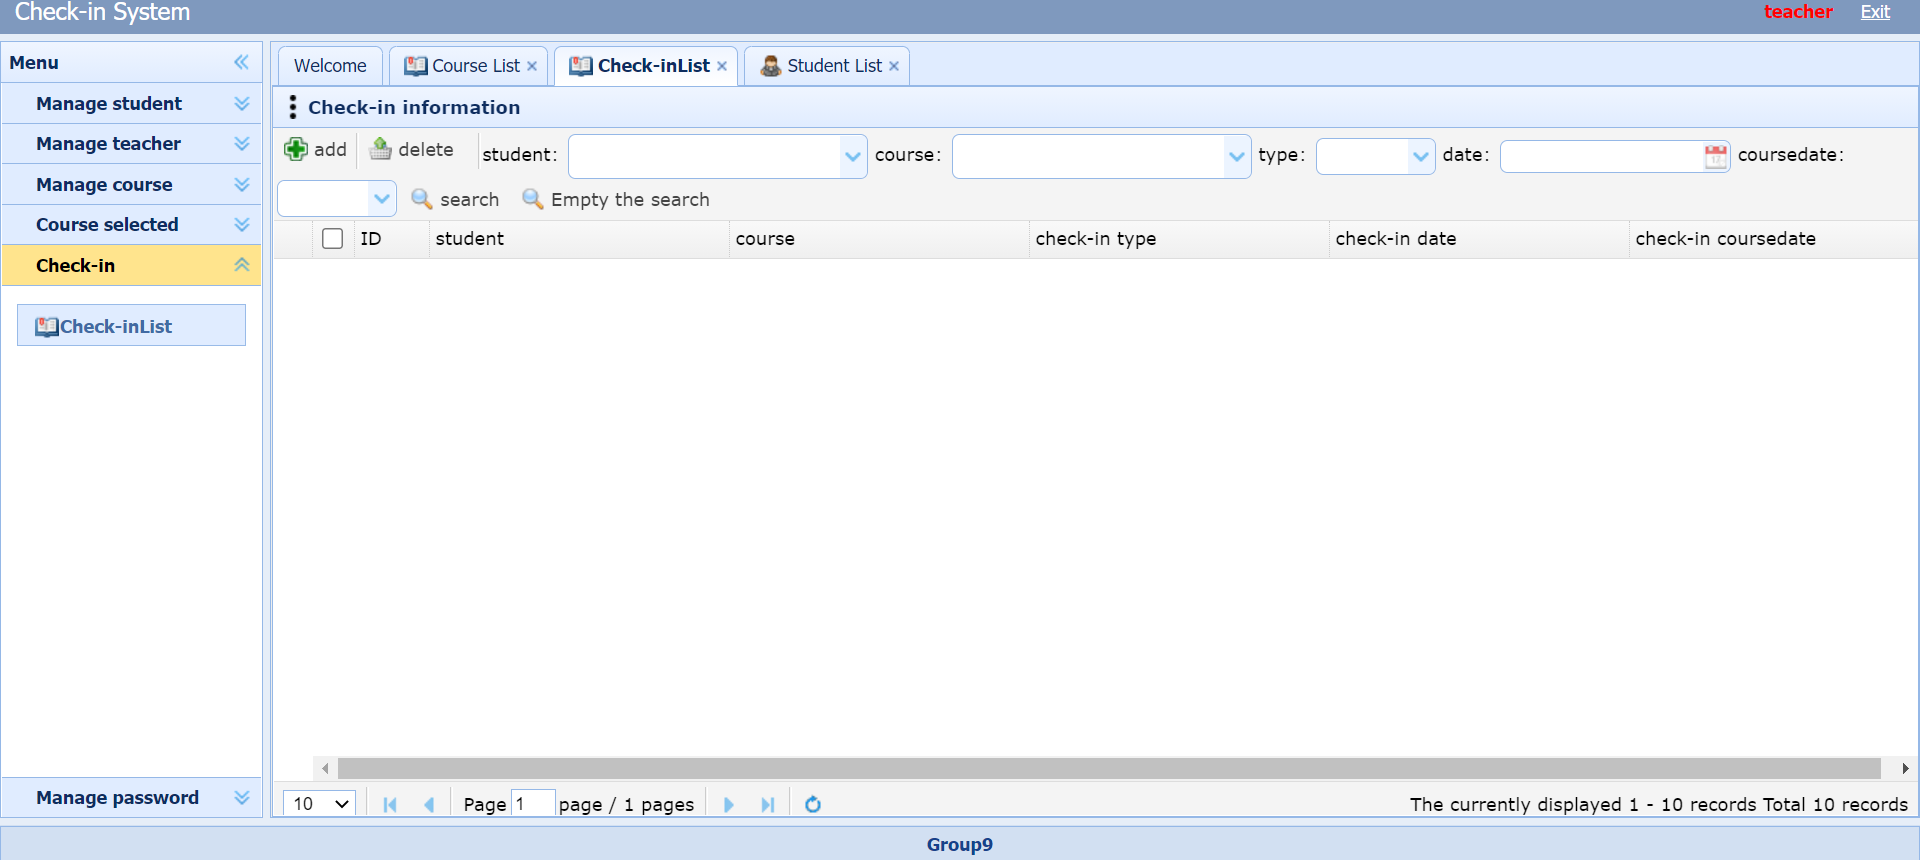 Check-in System
teacher Exit
Menu
Manage student
Manage teacher
Manage course
Course selected
Check-in
Check-inList
Manage password
Welcome Course List Check-inList Student List
Check-in information
add delete student: course: type: date: coursedate:
search Empty the search
ID student course check-in type check-in date check-in coursedate
10 Page 1 page / 1 pages The currently displayed 1 - 10 records Total 10 records
Group9